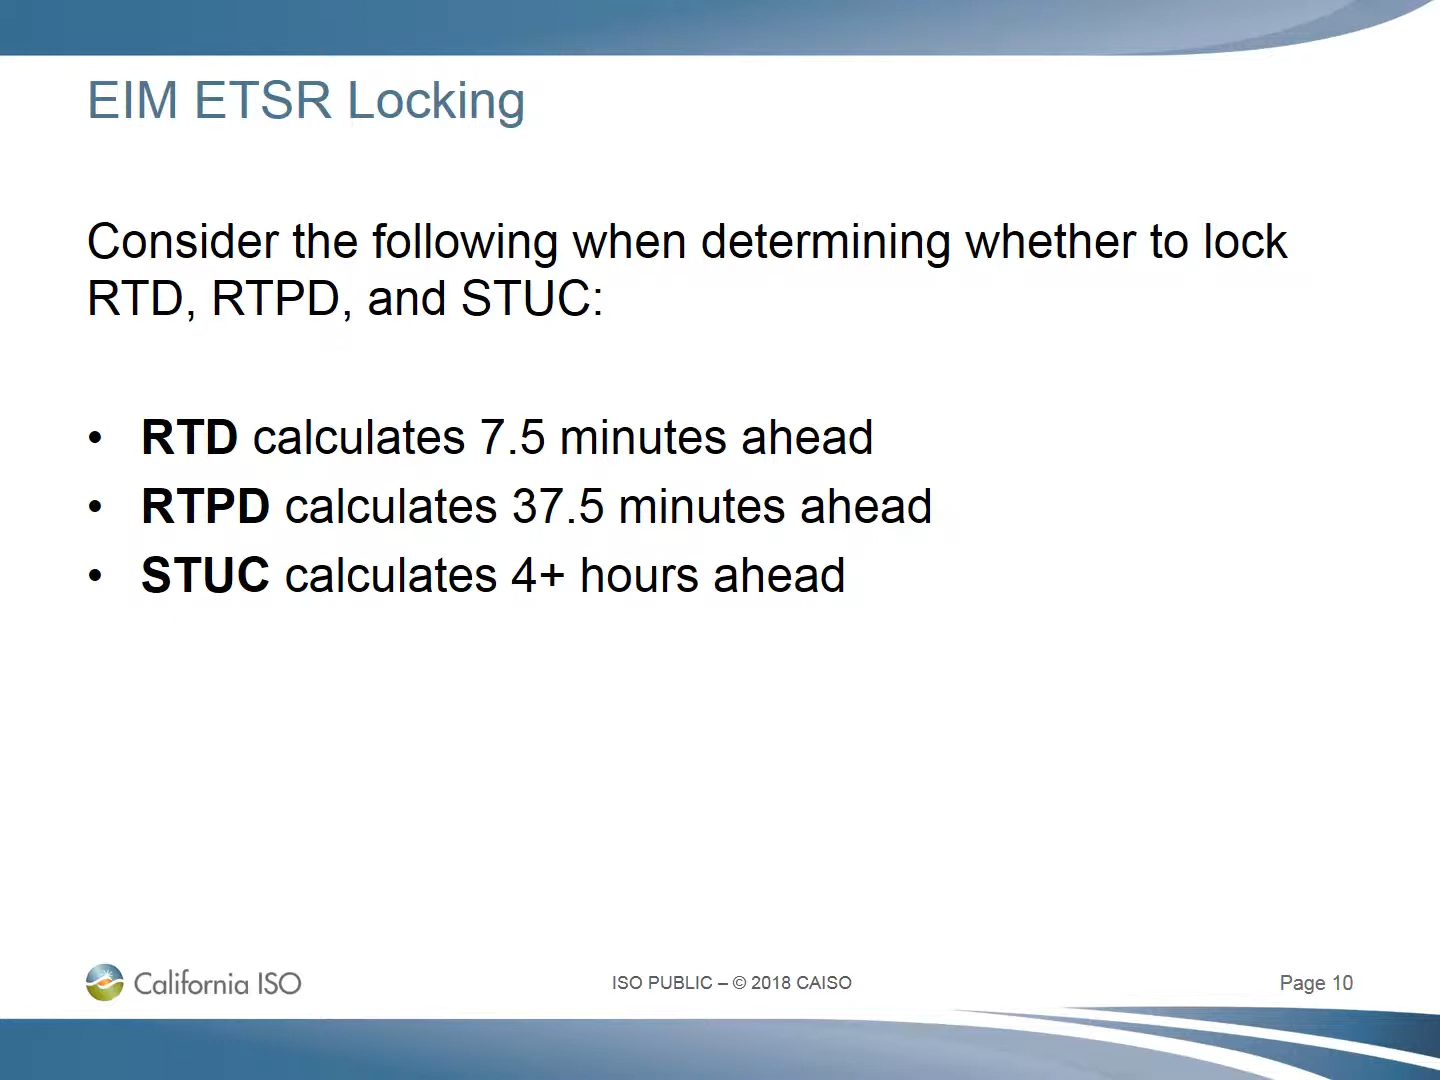 EIM ETSR Locking
Consider the following when determining whether to lock
RTD, RTPD, and STUC:
• RTD calculates 7.5 minutes ahead
• RTPD calculates 37.5 minutes ahead
• STUC calculates 4+ hours ahead
California ISO
ISO PUBLIC – © 2018 CAISO
Page 10